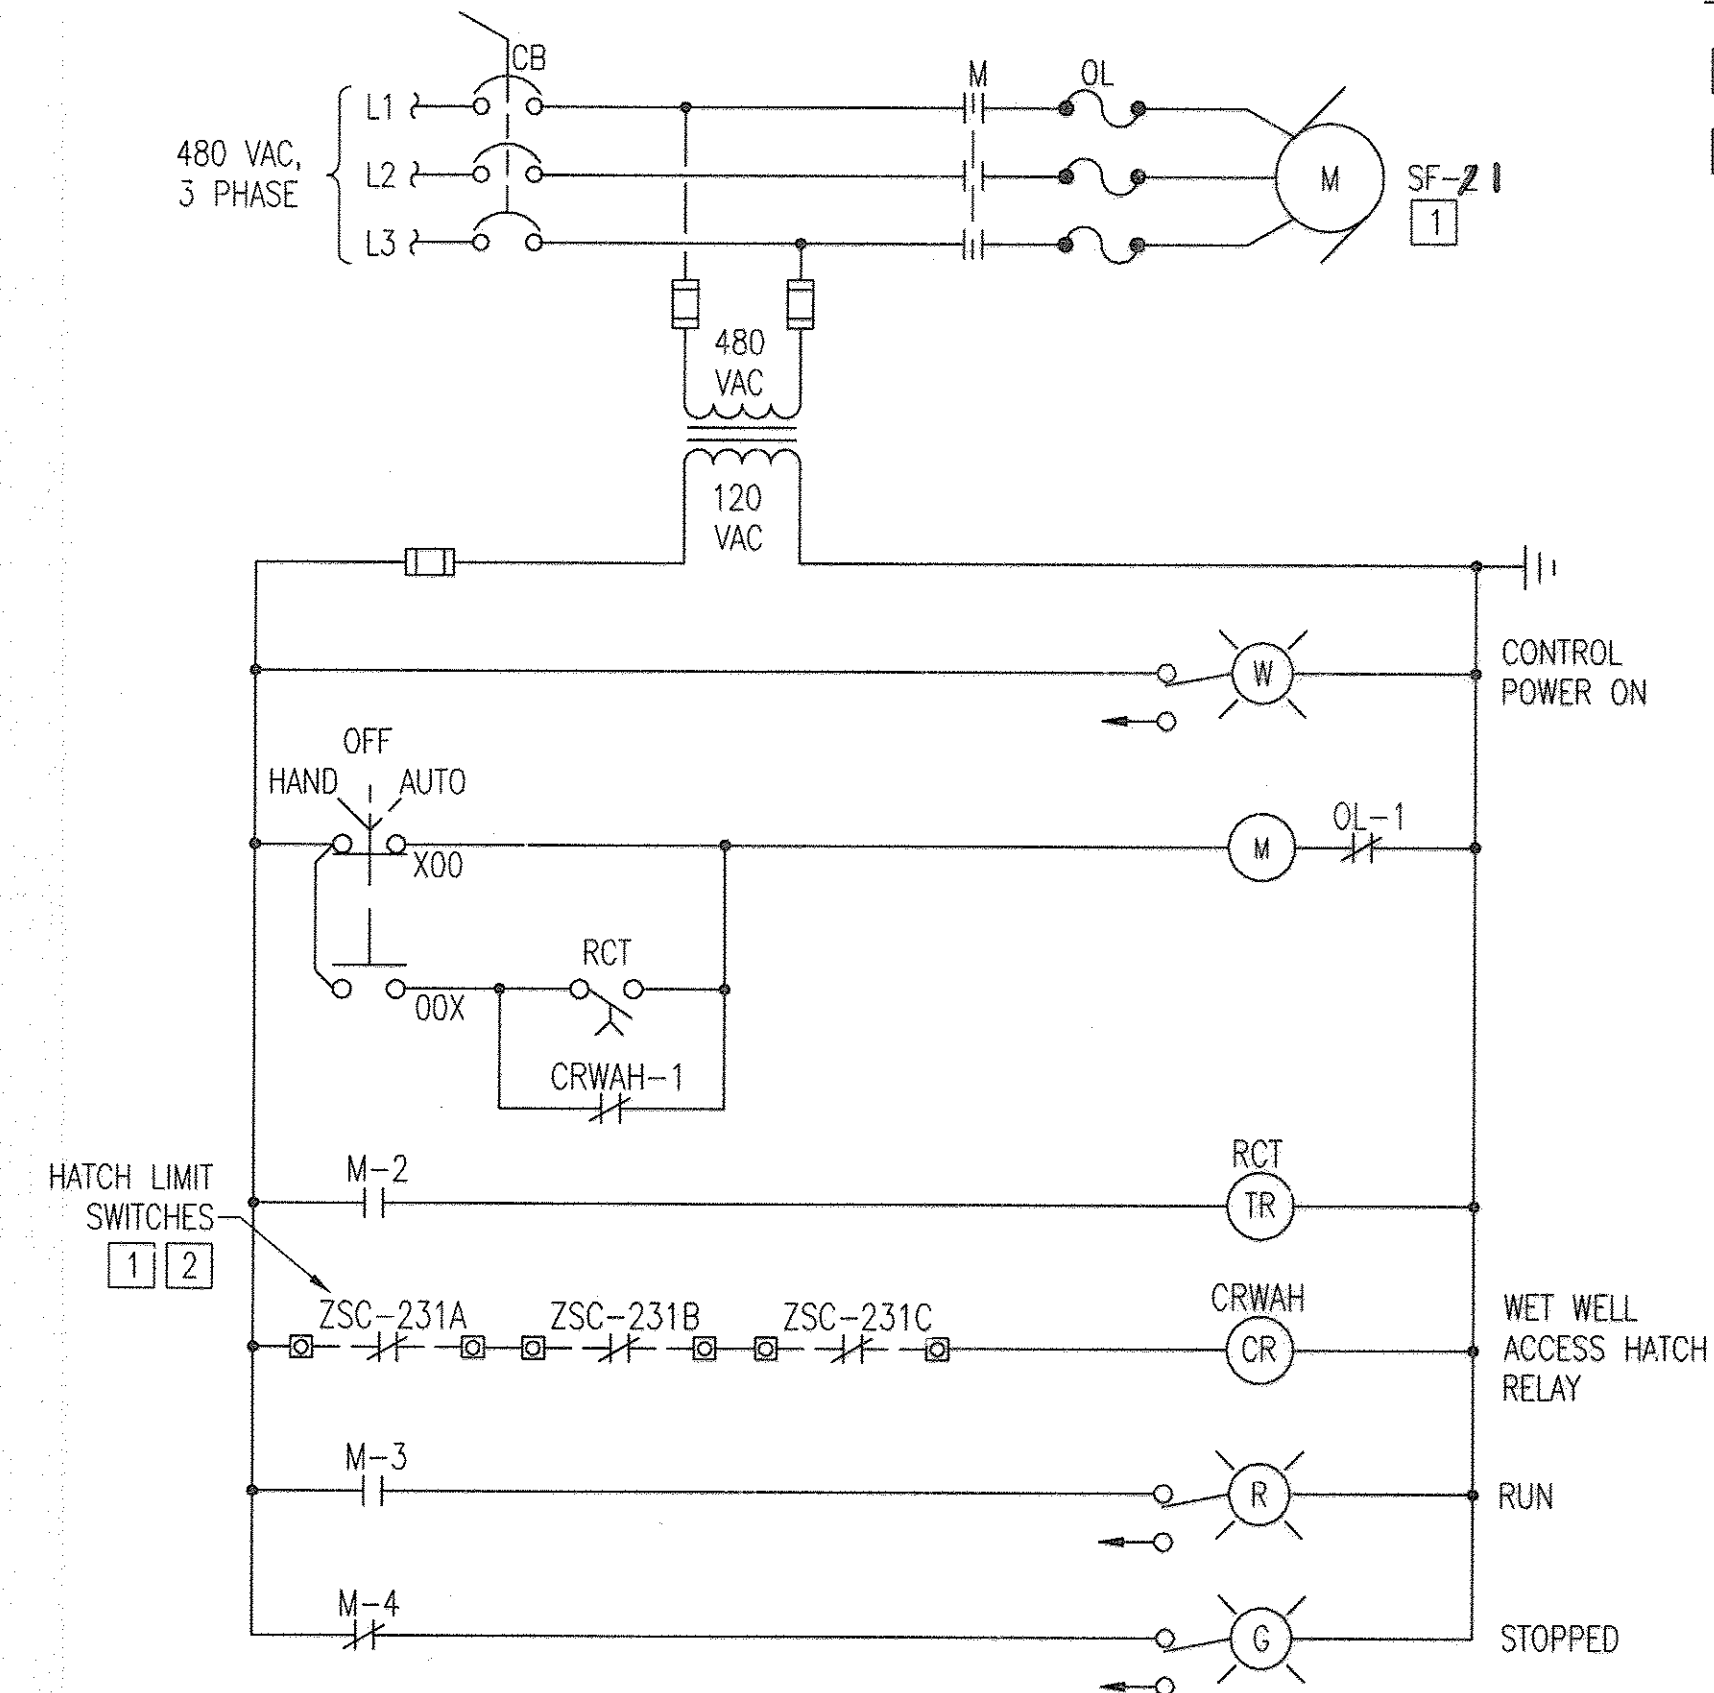 CB
M
OL
L1
480 VAC,
3 PHASE
L2
M
SF-21
1
L3
480
VAC
120
VAC
W
CONTROL
POWER ON
OFF
HAND
AUTO
X00
M
OL-1
RCT
00X
CRWAH-1
M-2
RCT
TR
HATCH LIMIT
SWITCHES
1 2
ZSC-231A
ZSC-231B
ZSC-231C
CRWAH
CR
WET WELL
ACCESS HATCH
RELAY
M-3
R
RUN
M-4
G
STOPPED